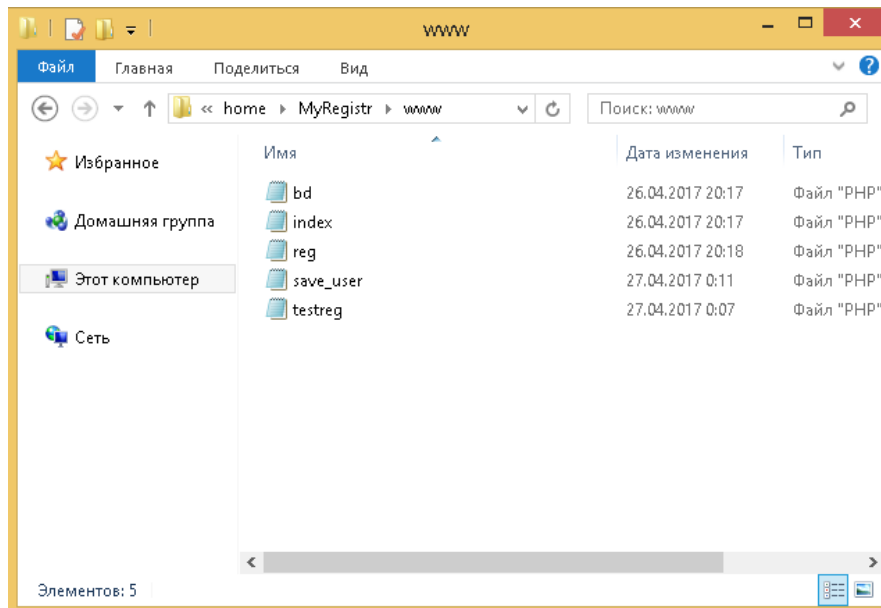 www
Файл Главная Поделиться Вид
« home MyRegistr www Поиск: www
Избранное
Домашняя группа
Этот компьютер
Сеть
Имя Дата изменения Тип
bd 26.04.2017 20:17 Файл "PHP"
index 26.04.2017 20:17 Файл "PHP"
reg 26.04.2017 20:18 Файл "PHP"
save_user 27.04.2017 0:11 Файл "PHP"
testreg 27.04.2017 0:07 Файл "PHP"
Элементов: 5